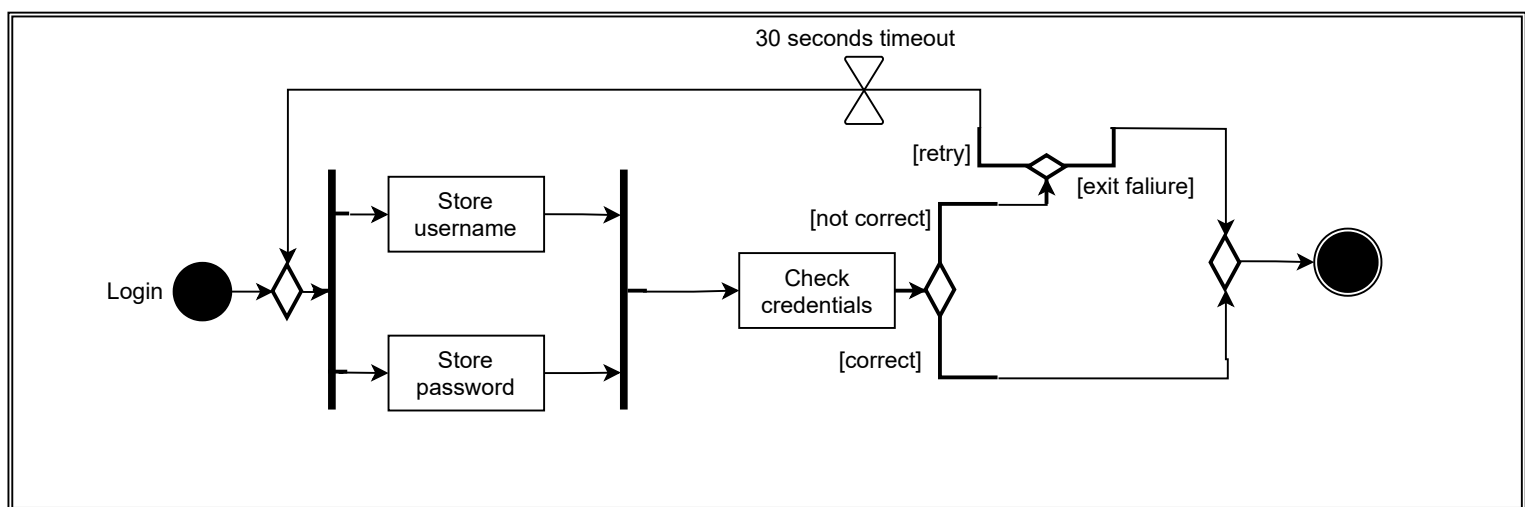 30 seconds timeout
[retry]
[exit faliure]
Store
username
[not correct]
Login
Check
credentials
Store
password
[correct]